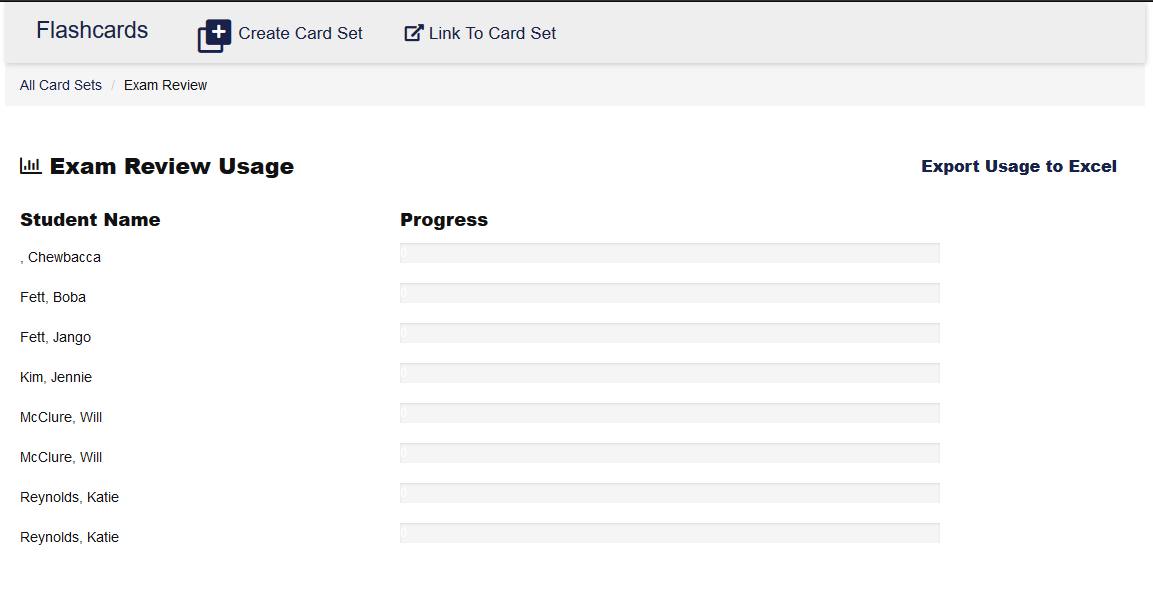 Flashcards Create Card Set Link To Card Set
All Card Sets / Exam Review
Exam Review Usage Export Usage to Excel
Student Name Progress
, Chewbacca 0
Fett, Boba 0
Fett, Jango 0
Kim, Jennie 0
McClure, Will 0
McClure, Will 0
Reynolds, Katie 0
Reynolds, Katie 0